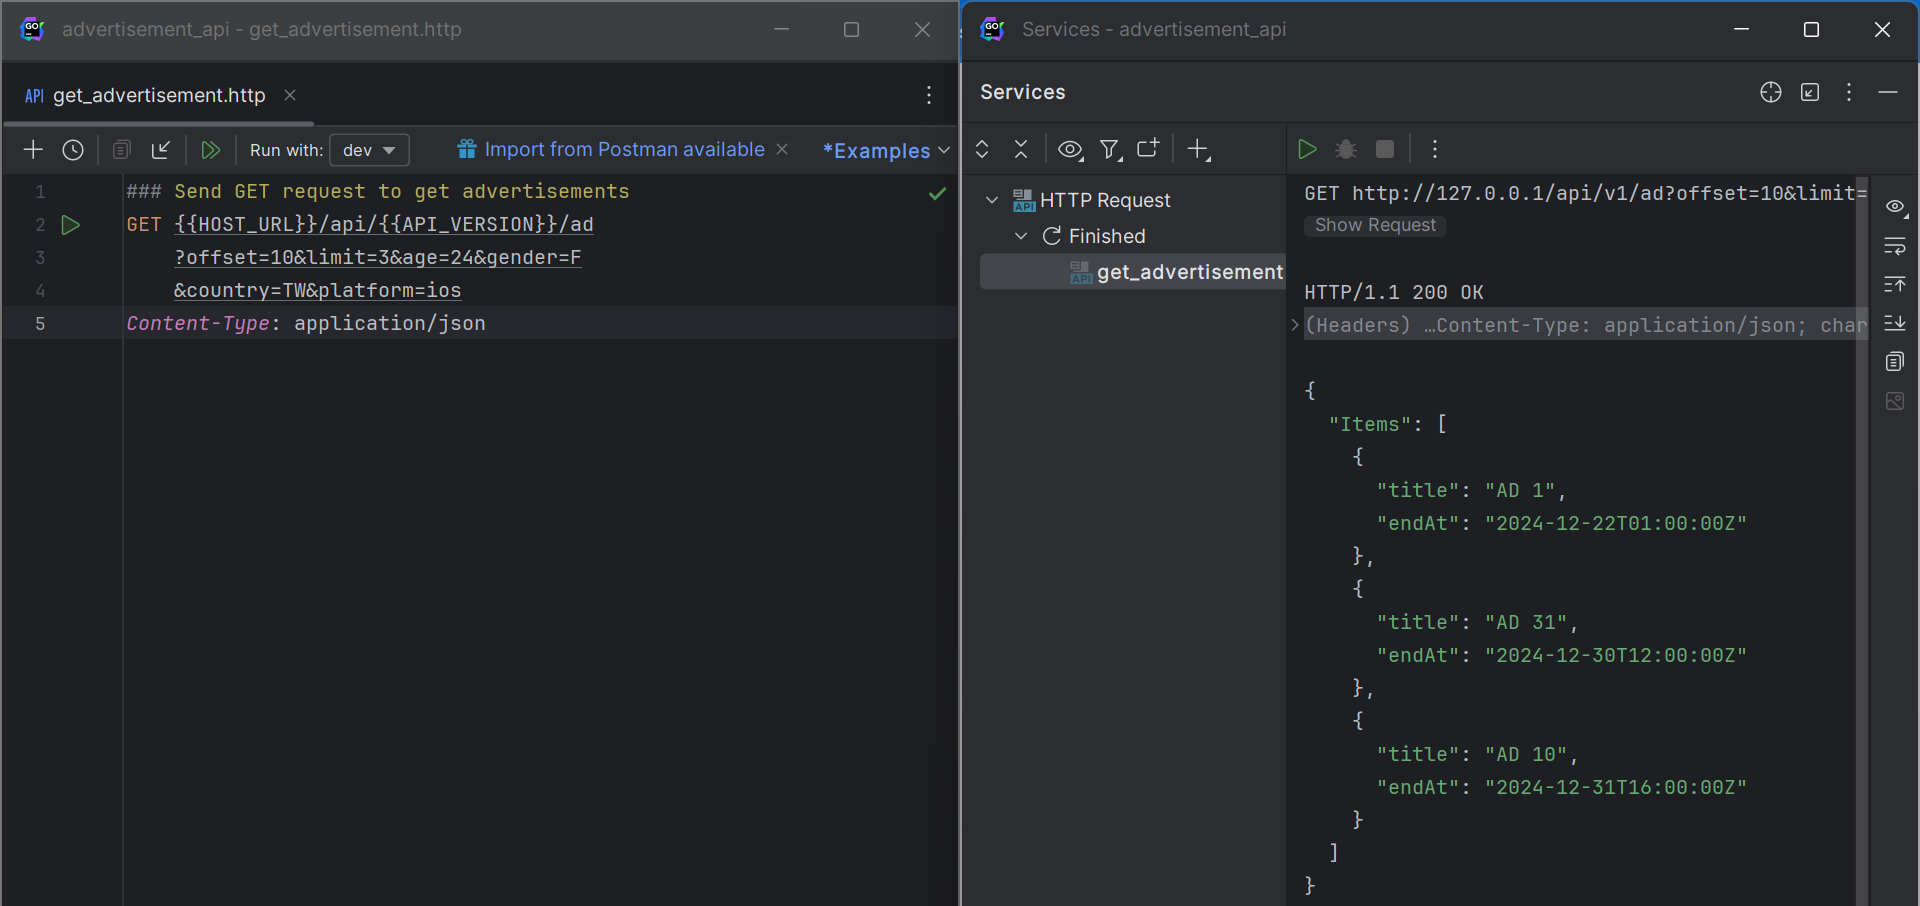 GO
advertisement_api - get_advertisement.http
API get_advertisement.http
Run with: dev
Import from Postman available
*Examples
1 ### Send GET request to get advertisements
2 GET {{HOST_URL}}/api/{{API_VERSION}}/ad
3 ?offset=10&limit=3&age=24&gender=F
4 &country=TW&platform=ios
5 Content-Type: application/json
GO
Services - advertisement_api
Services
API HTTP Request
Finished
API get_advertisement
GET http://127.0.0.1/api/v1/ad?offset=10&limit=
Show Request
HTTP/1.1 200 OK
(Headers) …Content-Type: application/json; char
{
"Items": [
{
"title": "AD 1",
"endAt": "2024-12-22T01:00:00Z"
},
{
"title": "AD 31",
"endAt": "2024-12-30T12:00:00Z"
},
{
"title": "AD 10",
"endAt": "2024-12-31T16:00:00Z"
}
]
}